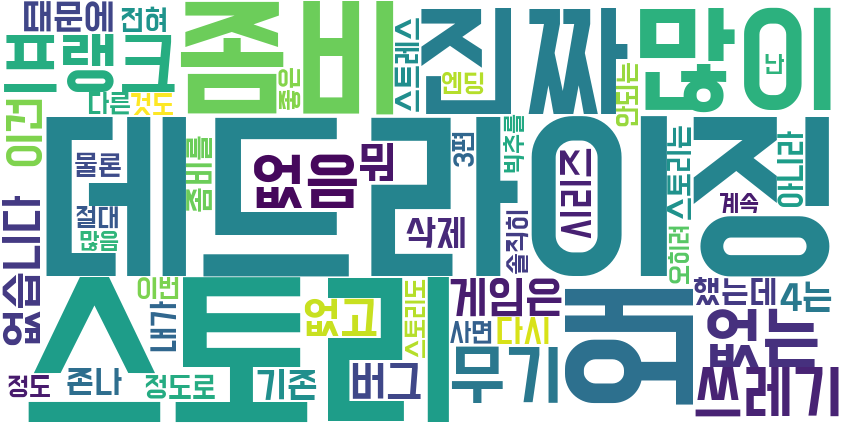 때문에
전혀
좀비
진짜
많이
프랭크
좋은
스트레스
엔딩
안되는
난
다른
것도
이건
데드라이징
물론
좀비를
없음
뭐
3편
빅추를
시리즈
스토리는
아니라
절대
삭제
솔직히
계속
많음
오히려
없습니다
스토리
이번
내가
없고
스토리도
게임은
왜
했는데
4는
사면
다시
없는
정도
존나
정도로
기존
버그
무기
쓰레기